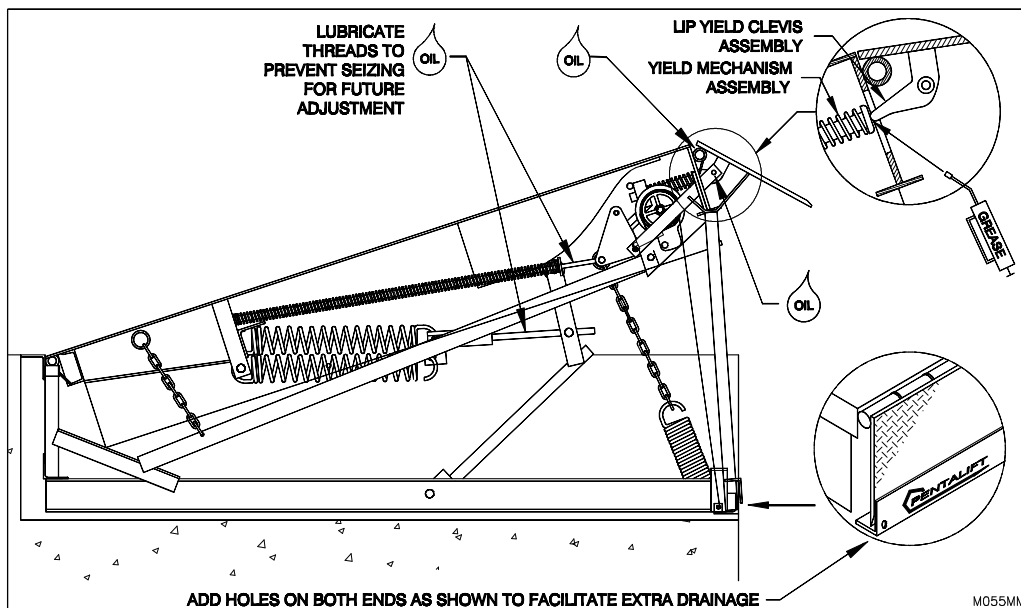 LUBRICATE
THREADS TO
PREVENT SEIZING
FOR FUTURE
ADJUSTMENT
OIL
OIL
LIP YIELD CLEVIS
ASSEMBLY
YIELD MECHANISM
ASSEMBLY
GREASE
OIL
PENTALIFT
ADD HOLES ON BOTH ENDS AS SHOWN TO FACILITATE EXTRA DRAINAGE
M055MM